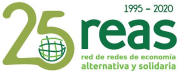 1995 - 2020
25 reas
red de redes de economía
alternativa y solidaria